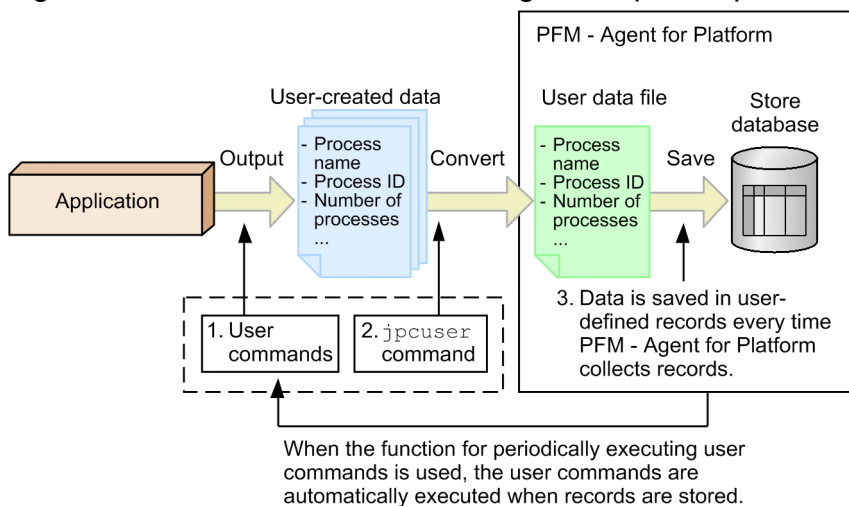 PFM - Agent for Platform
User-created data
User data file
Store
database
Output
Convert
Save
Application
- Process
name
- Process ID
- Number of
processes
...
- Process
name
- Process ID
- Number of
processes
...
1. User
commands
2. jpcuser
command
3. Data is saved in user-
defined records every time
PFM - Agent for Platform
collects records.
When the function for periodically executing user
commands is used, the user commands are
automatically executed when records are stored.